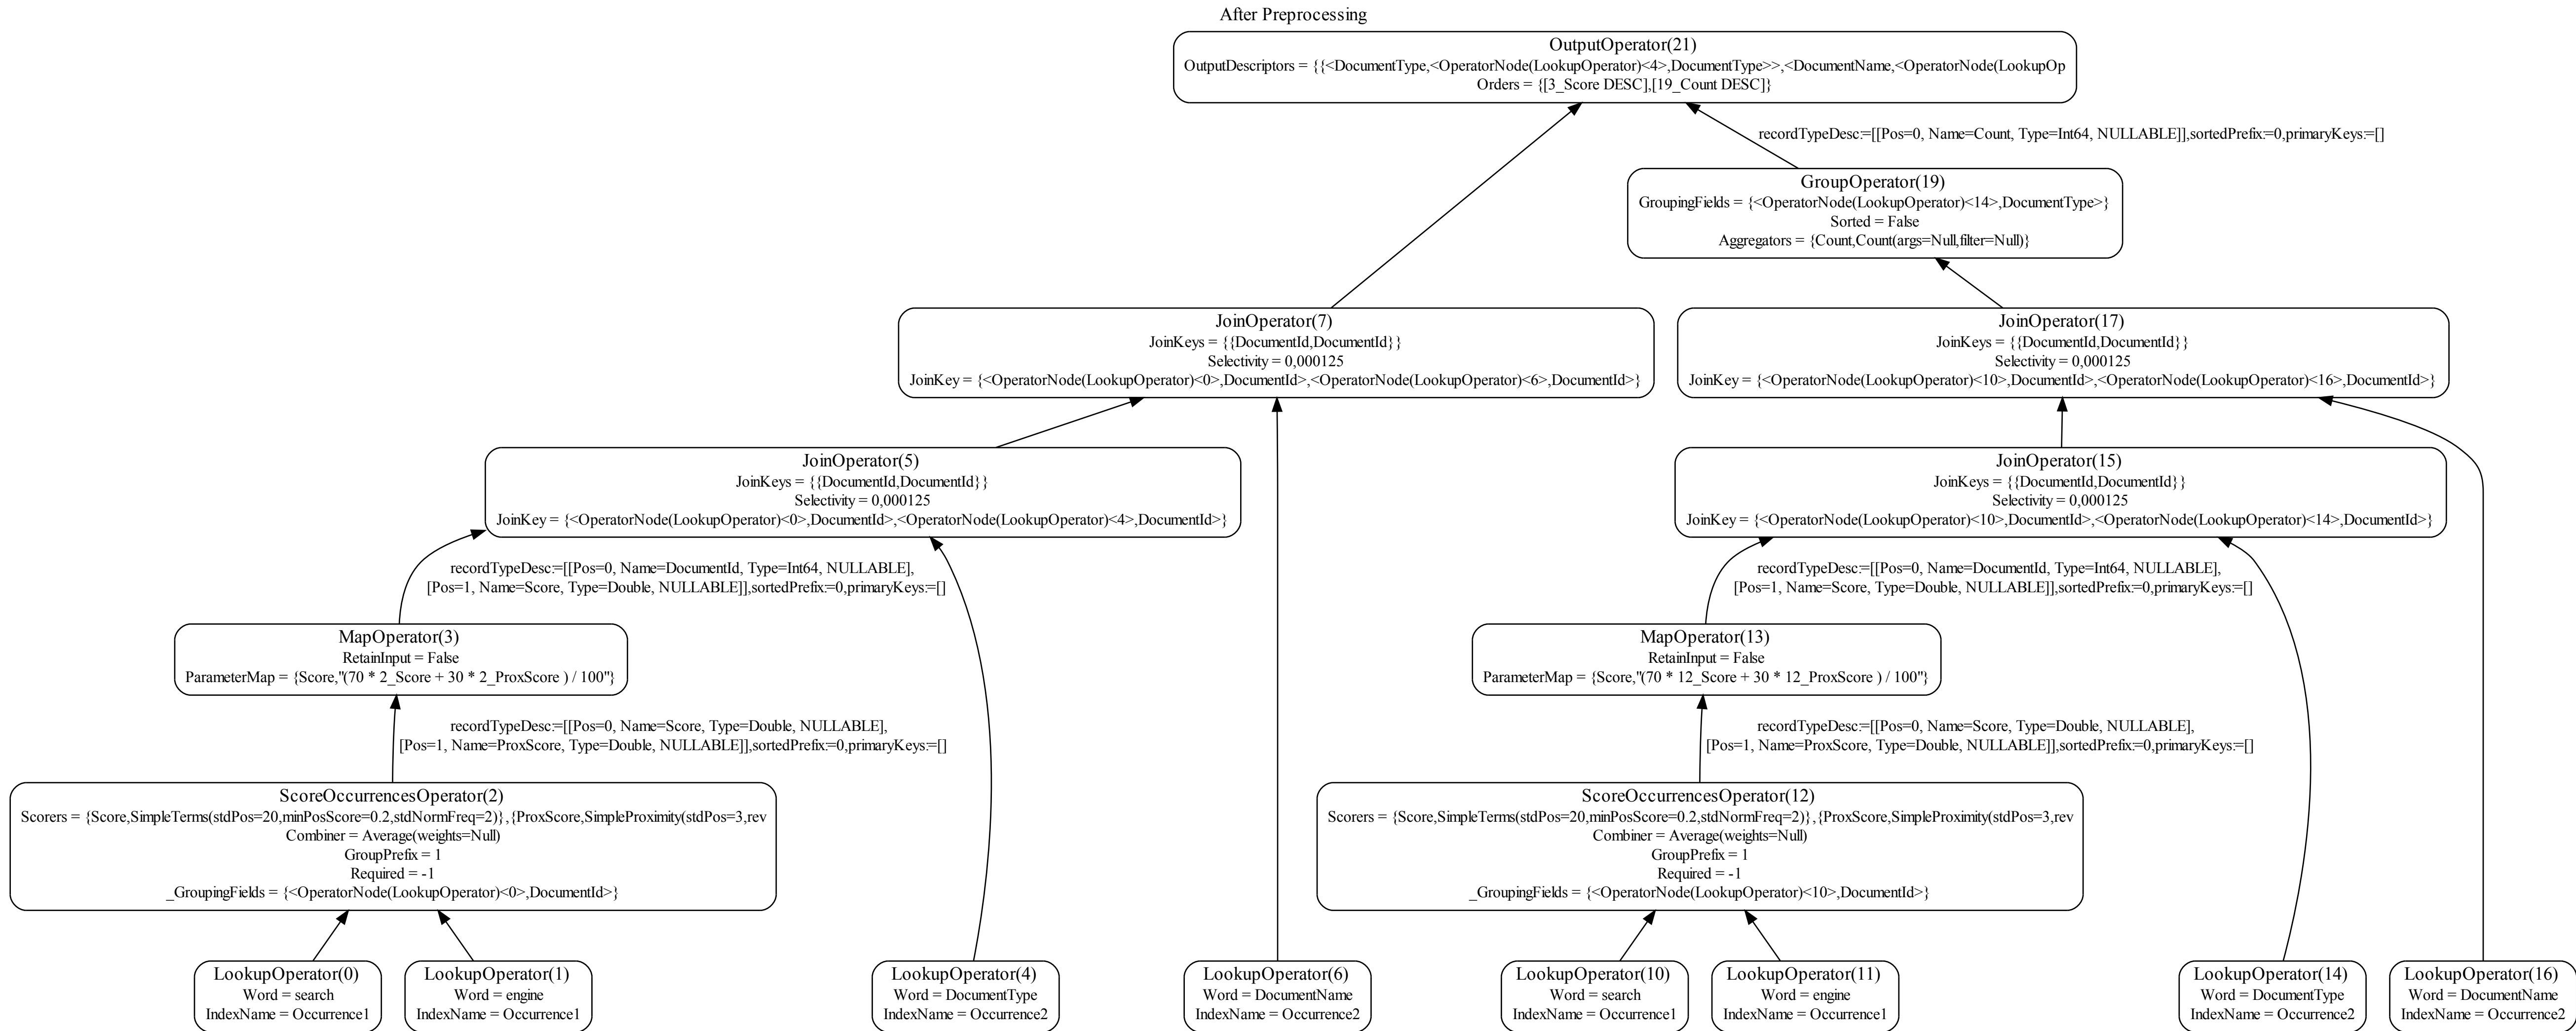 After Preprocessing
OutputOperator(21)
OutputDescriptors = {{<DocumentType,<OperatorNode(LookupOperator)<4>,DocumentType>>,<DocumentName,<OperatorNode(LookupOp
Orders = {[3_Score DESC],[19_Count DESC]}
recordTypeDesc:=[[Pos=0, Name=Count, Type=Int64, NULLABLE]],sortedPrefix:=0,primaryKeys:=[]
GroupOperator(19)
GroupingFields = {<OperatorNode(LookupOperator)<14>,DocumentType>}
Sorted = False
Aggregators = {Count,Count(args=Null,filter=Null)}
JoinOperator(7)
JoinKeys = {{DocumentId,DocumentId}}
Selectivity = 0,000125
JoinKey = {<OperatorNode(LookupOperator)<0>,DocumentId>,<OperatorNode(LookupOperator)<6>,DocumentId>}
JoinOperator(17)
JoinKeys = {{DocumentId,DocumentId}}
Selectivity = 0,000125
JoinKey = {<OperatorNode(LookupOperator)<10>,DocumentId>,<OperatorNode(LookupOperator)<16>,DocumentId>}
JoinOperator(5)
JoinKeys = {{DocumentId,DocumentId}}
Selectivity = 0,000125
JoinKey = {<OperatorNode(LookupOperator)<0>,DocumentId>,<OperatorNode(LookupOperator)<4>,DocumentId>}
JoinOperator(15)
JoinKeys = {{DocumentId,DocumentId}}
Selectivity = 0,000125
JoinKey = {<OperatorNode(LookupOperator)<10>,DocumentId>,<OperatorNode(LookupOperator)<14>,DocumentId>}
recordTypeDesc:=[[Pos=0, Name=DocumentId, Type=Int64, NULLABLE],
[Pos=1, Name=Score, Type=Double, NULLABLE]],sortedPrefix:=0,primaryKeys:=[]
recordTypeDesc:=[[Pos=0, Name=DocumentId, Type=Int64, NULLABLE],
[Pos=1, Name=Score, Type=Double, NULLABLE]],sortedPrefix:=0,primaryKeys:=[]
MapOperator(3)
RetainInput = False
ParameterMap = {Score,"(70 * 2_Score + 30 * 2_ProxScore ) / 100"}
MapOperator(13)
RetainInput = False
ParameterMap = {Score,"(70 * 12_Score + 30 * 12_ProxScore ) / 100"}
recordTypeDesc:=[[Pos=0, Name=Score, Type=Double, NULLABLE],
[Pos=1, Name=ProxScore, Type=Double, NULLABLE]],sortedPrefix:=0,primaryKeys:=[]
recordTypeDesc:=[[Pos=0, Name=Score, Type=Double, NULLABLE],
[Pos=1, Name=ProxScore, Type=Double, NULLABLE]],sortedPrefix:=0,primaryKeys:=[]
ScoreOccurrencesOperator(2)
Scorers = {Score,SimpleTerms(stdPos=20,minPosScore=0.2,stdNormFreq=2)},{ProxScore,SimpleProximity(stdPos=3,rev
Combiner = Average(weights=Null)
GroupPrefix = 1
Required = -1
_GroupingFields = {<OperatorNode(LookupOperator)<0>,DocumentId>}
ScoreOccurrencesOperator(12)
Scorers = {Score,SimpleTerms(stdPos=20,minPosScore=0.2,stdNormFreq=2)},{ProxScore,SimpleProximity(stdPos=3,rev
Combiner = Average(weights=Null)
GroupPrefix = 1
Required = -1
_GroupingFields = {<OperatorNode(LookupOperator)<10>,DocumentId>}
LookupOperator(0)
Word = search
IndexName = Occurrence1
LookupOperator(1)
Word = engine
IndexName = Occurrence1
LookupOperator(4)
Word = DocumentType
IndexName = Occurrence2
LookupOperator(6)
Word = DocumentName
IndexName = Occurrence2
LookupOperator(10)
Word = search
IndexName = Occurrence1
LookupOperator(11)
Word = engine
IndexName = Occurrence1
LookupOperator(14)
Word = DocumentType
IndexName = Occurrence2
LookupOperator(16)
Word = DocumentName
IndexName = Occurrence2